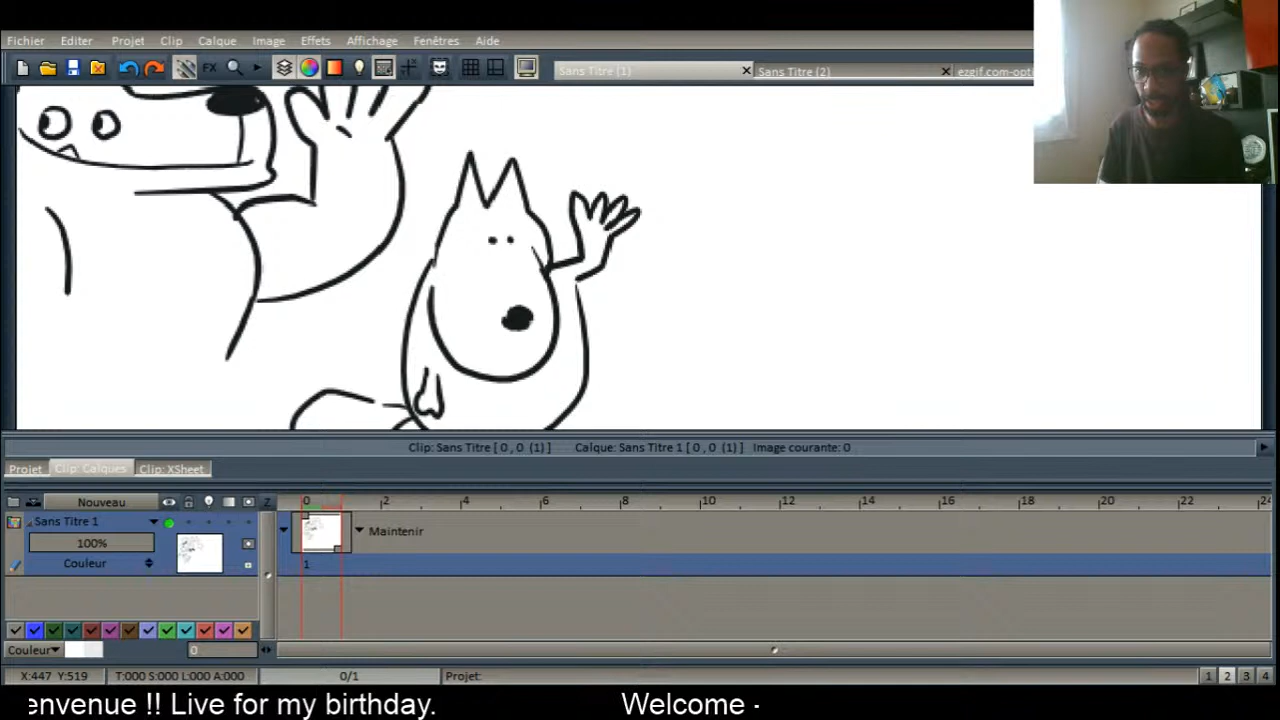 Fichier Editer Projet Clip Calque Image Effets Affichage Fenêtres Aide
FX Sans Titre (1) Sans Titre (2) ezgif.com-opti
Clip: Sans Titre [ 0 , 0 (1) ] Calque: Sans Titre 1 [ 0 , 0 (1) ] Image courante: 0
Projet Clip: Calques Clip: XSheet
Nouveau Z 0 2 4 6 8 10 12 14 16 18 20 22 24
Sans Titre 1
100% Maintenir
Couleur 1
Couleur 0
X:447 Y:519 T:000 S:000 L:000 A:000 0/1 Projet: 1 2 3 4
envenue !! Live for my birthday. Welcome -